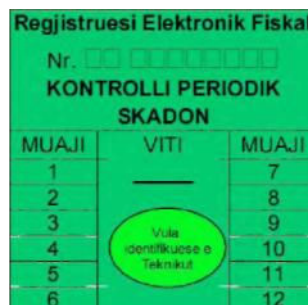 Regjistruesi Elektronik Fiskal
Nr.
KONTROLLI PERIODIK
SKADON
MUAJI VITI MUAJI
1 7
2 8
3 9
4 10
5 11
6 12
Vula
identifikuese e
Teknikut